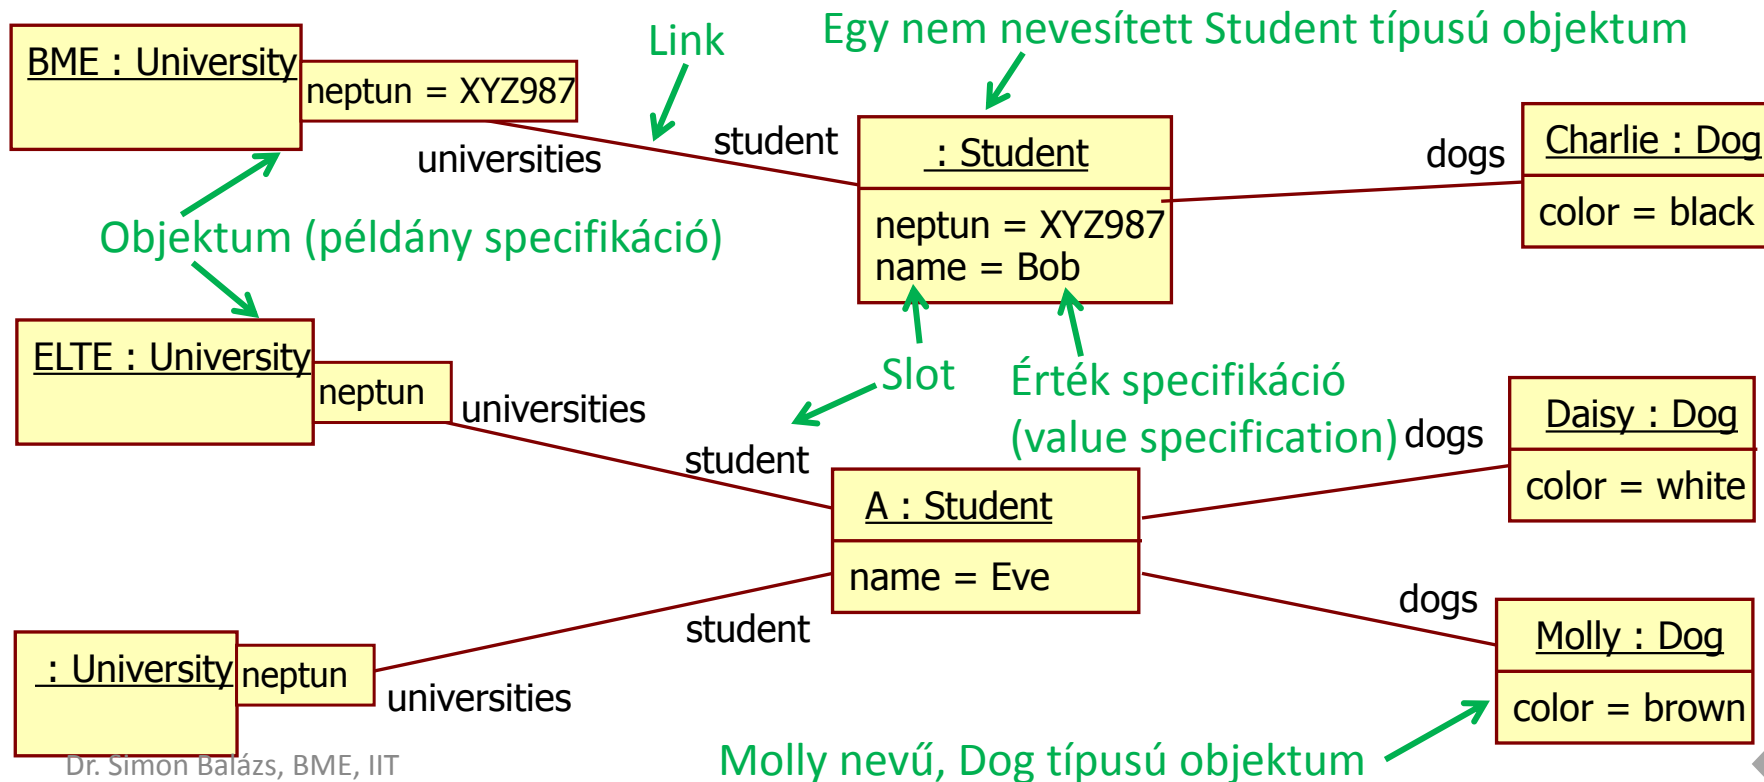 BME : University
neptun = XYZ987
Link
Egy nem nevesített Student típusú objektum
universities
student
: Student
neptun = XYZ987
name = Bob
dogs
Charlie : Dog
color = black
Objektum (példány specifikáció)
ELTE : University
neptun
universities
student
Slot
Érték specifikáció
(value specification)
dogs
Daisy : Dog
color = white
A : Student
name = Eve
: University
neptun
universities
student
dogs
Molly : Dog
color = brown
Dr. Simon Balázs, BME, IIT
Molly nevű, Dog típusú objektum